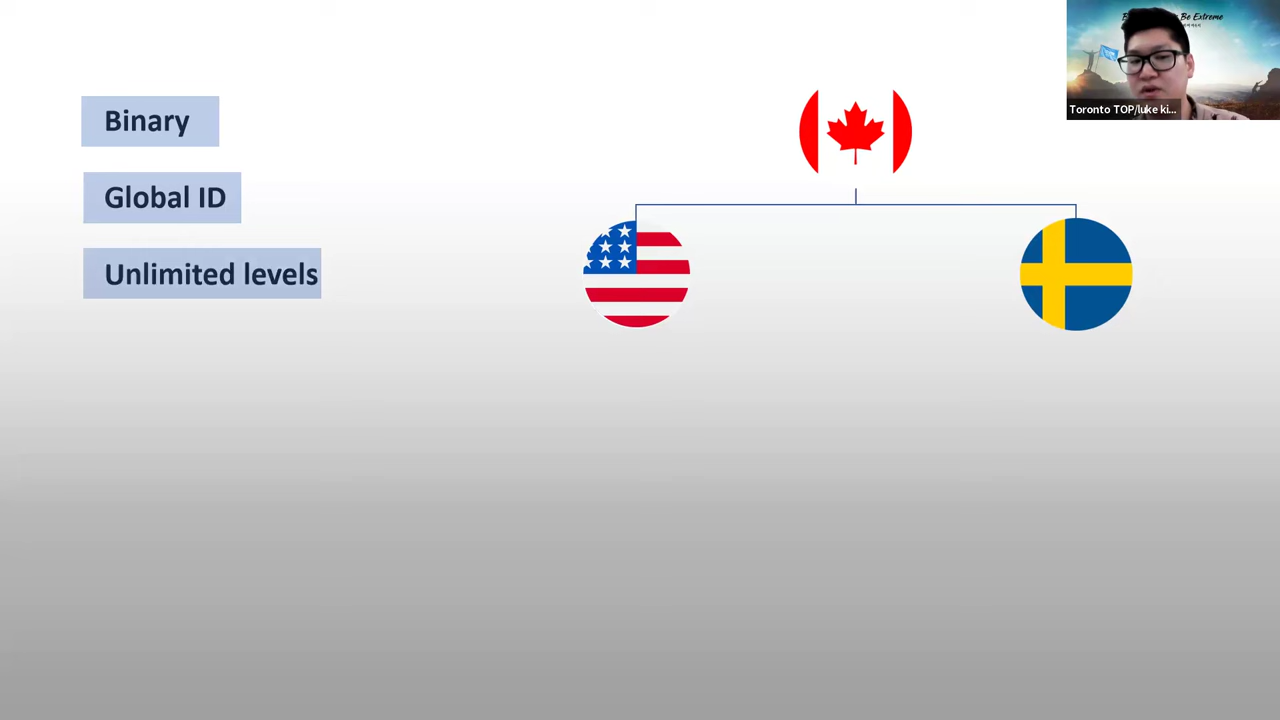 Be Extreme
Toronto TOP/luke ki...
Binary
Global ID
Unlimited levels